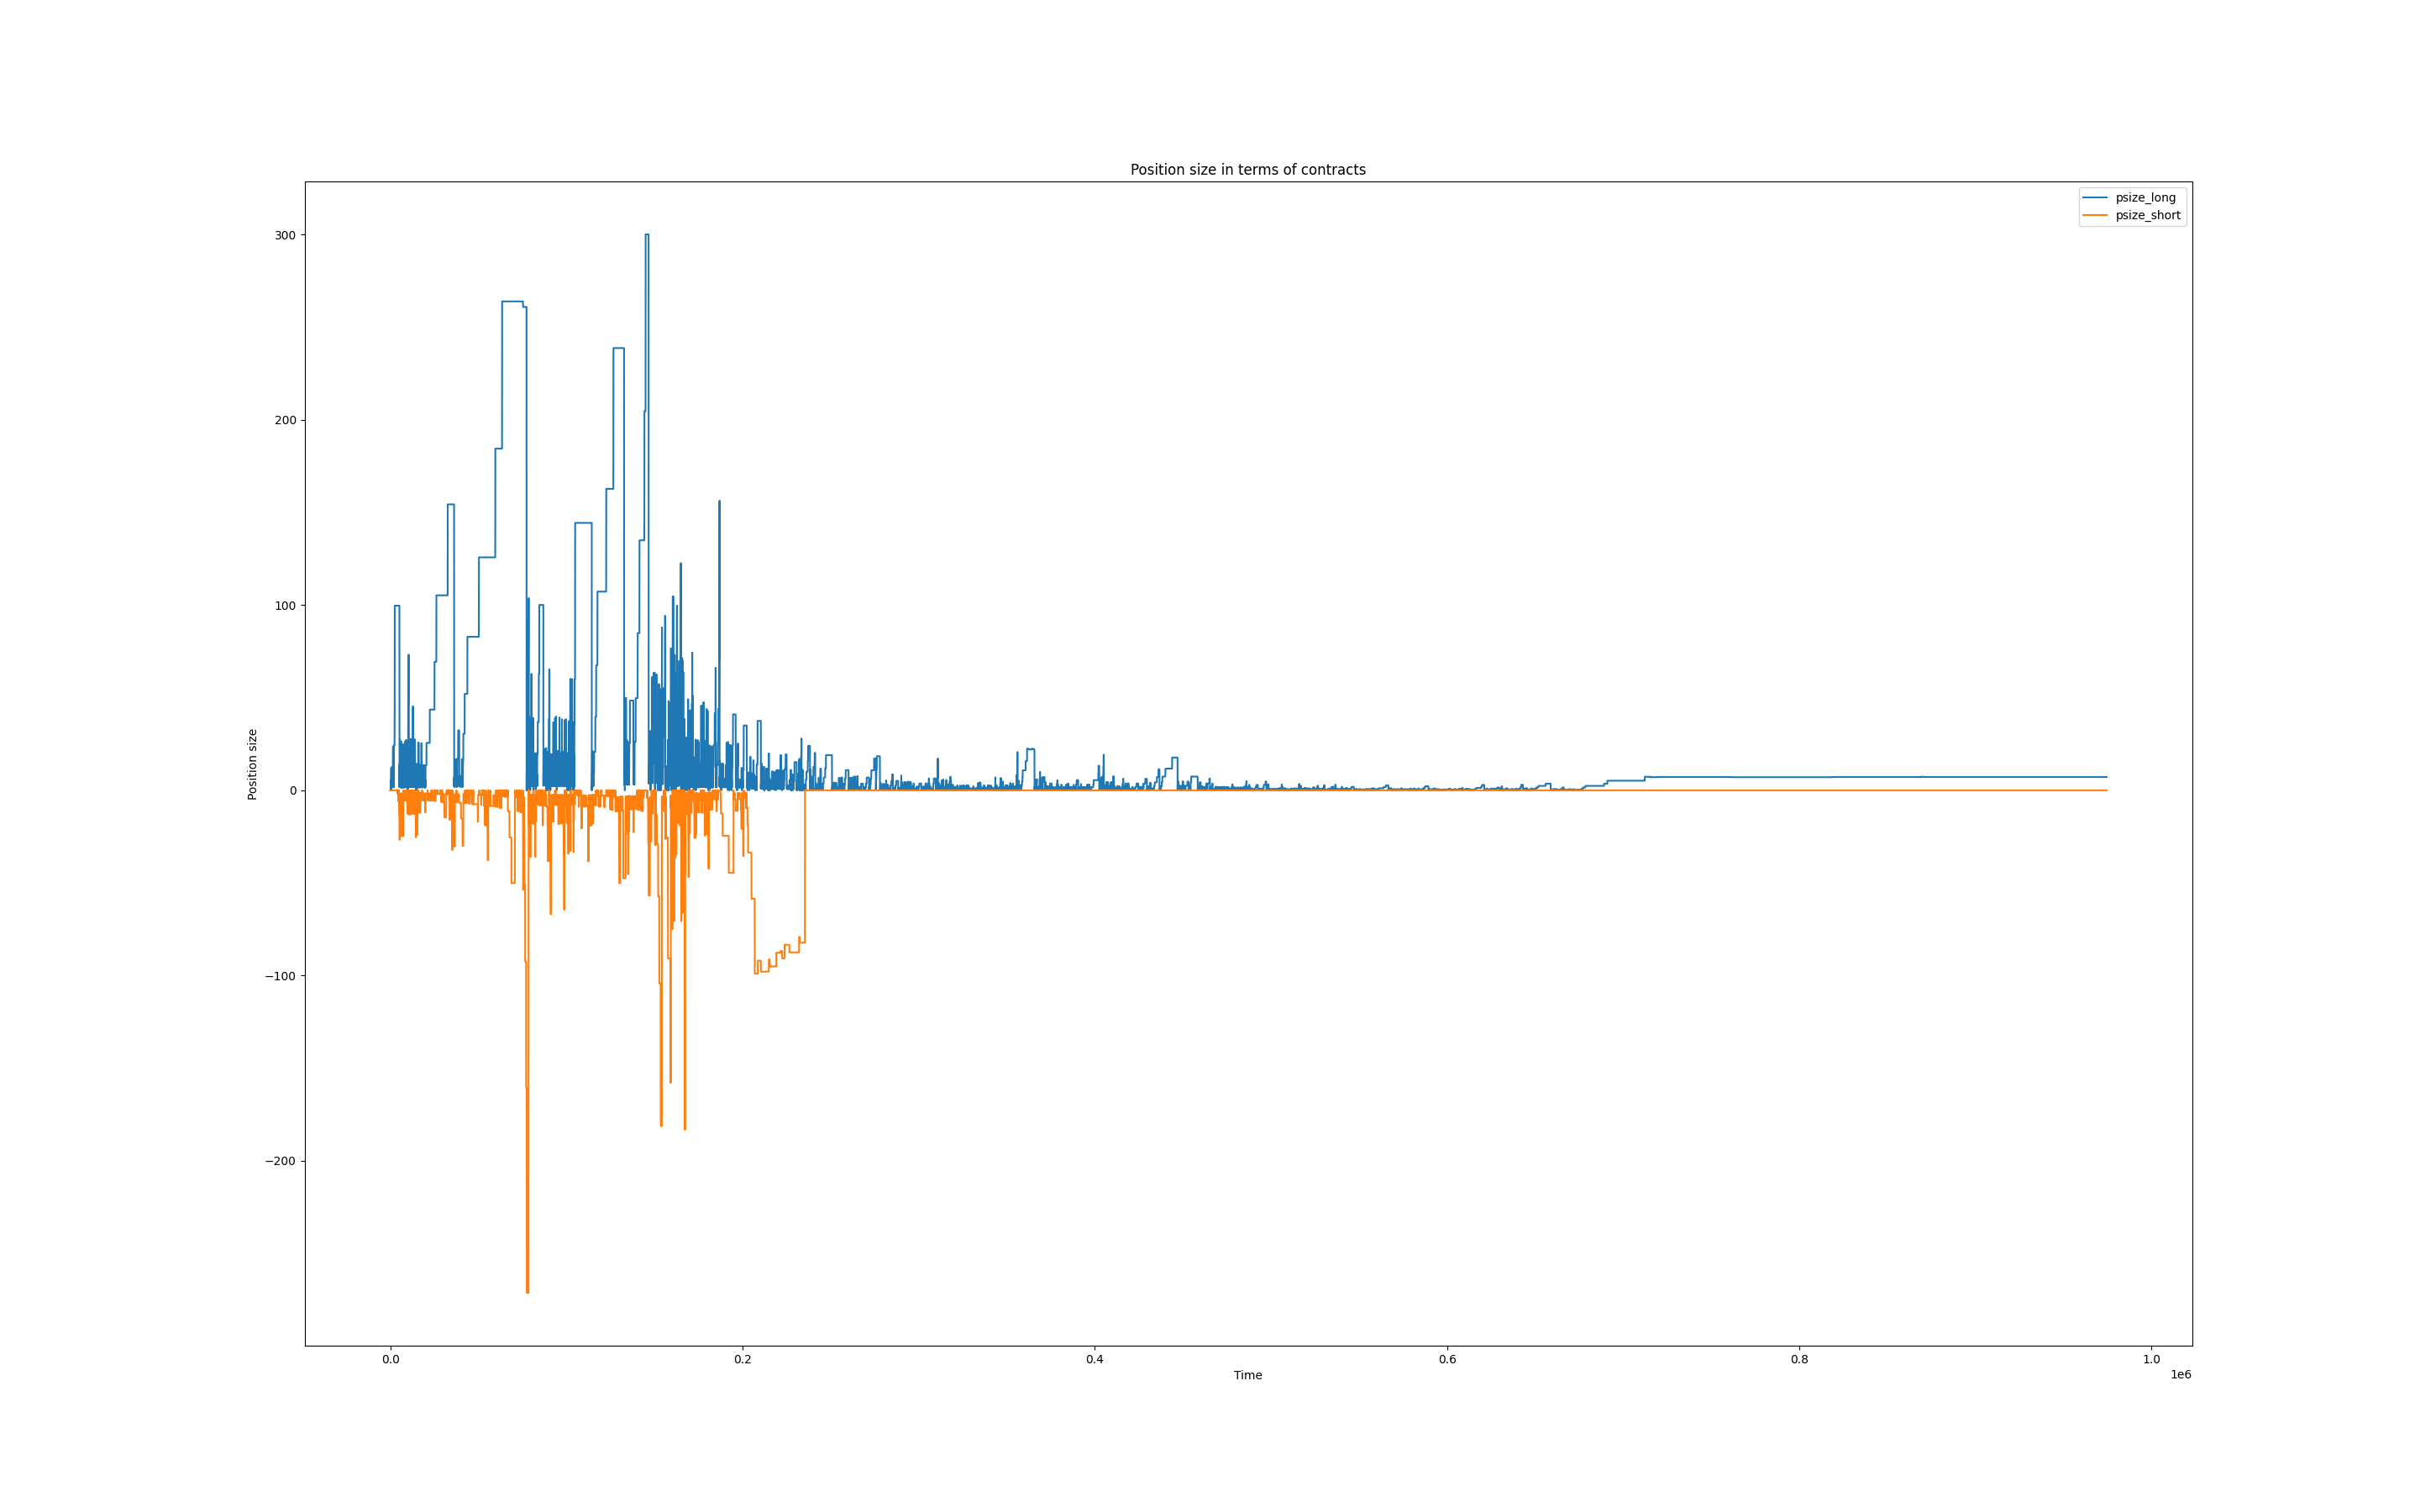 Position size in terms of contracts
psize_long
psize_short
300
200
100
0
−100
−200
Position size
0.0 0.2 0.4 0.6 0.8 1.0
Time
1e6